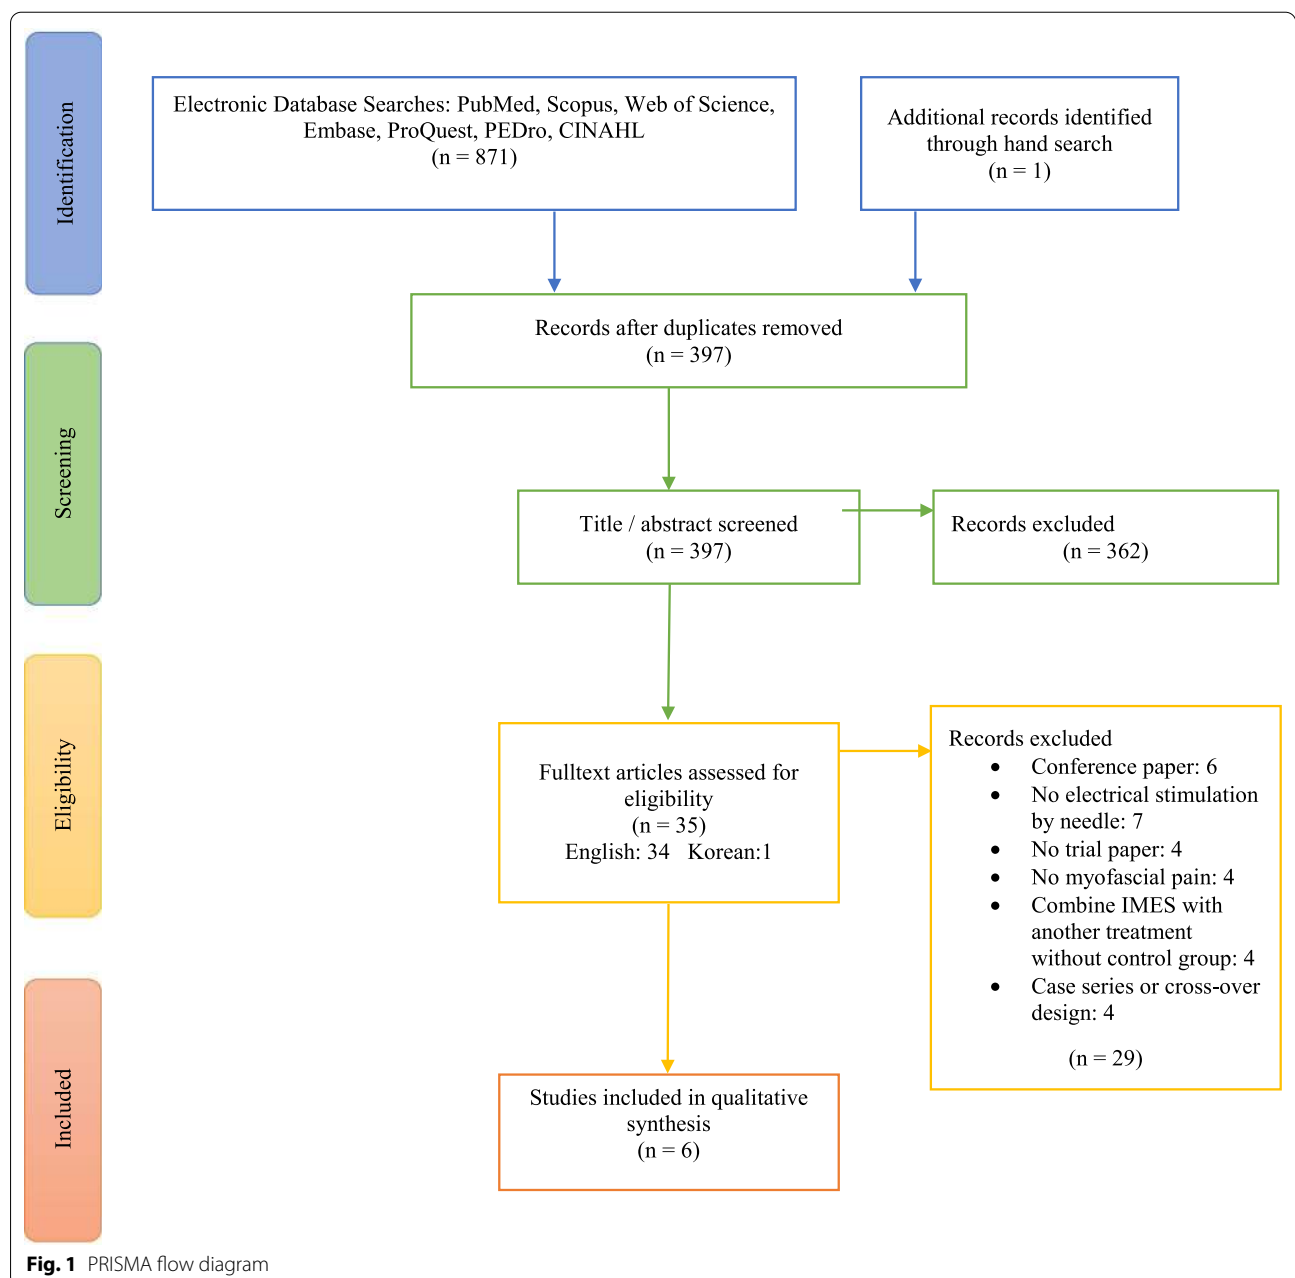 Identification
Electronic Database Searches: PubMed, Scopus, Web of Science,
Embase, ProQuest, PEDro, CINAHL
(n = 871)
Additional records identified
through hand search
(n = 1)
Records after duplicates removed
(n = 397)
Screening
Title / abstract screened
(n = 397)
Records excluded
(n = 362)
Eligibility
Fulltext articles assessed for
eligibility
(n = 35)
English: 34 Korean:1
Records excluded
• Conference paper: 6
• No electrical stimulation
by needle: 7
• No trial paper: 4
• No myofascial pain: 4
• Combine IMES with
another treatment
without control group: 4
• Case series or cross-over
design: 4
(n = 29)
Included
Studies included in qualitative
synthesis
(n = 6)
Fig. 1 PRISMA flow diagram